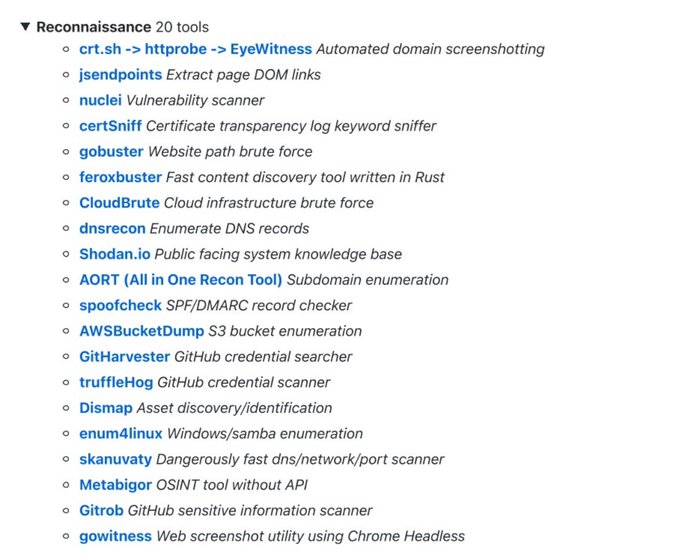 ▼ Reconnaissance 20 tools
crt.sh -> httprobe -> EyeWitness Automated domain screenshotting
jsendpoints Extract page DOM links
nuclei Vulnerability scanner
certSniff Certificate transparency log keyword sniffer
gobuster Website path brute force
feroxbuster Fast content discovery tool written in Rust
CloudBrute Cloud infrastructure brute force
dnsrecon Enumerate DNS records
Shodan.io Public facing system knowledge base
AORT (All in One Recon Tool) Subdomain enumeration
spoofcheck SPF/DMARC record checker
AWSBucketDump S3 bucket enumeration
GitHarvester GitHub credential searcher
truffleHog GitHub credential scanner
Dismap Asset discovery/identification
enum4linux Windows/samba enumeration
skanuvaty Dangerously fast dns/network/port scanner
Metabigor OSINT tool without API
Gitrob GitHub sensitive information scanner
gowitness Web screenshot utility using Chrome Headless